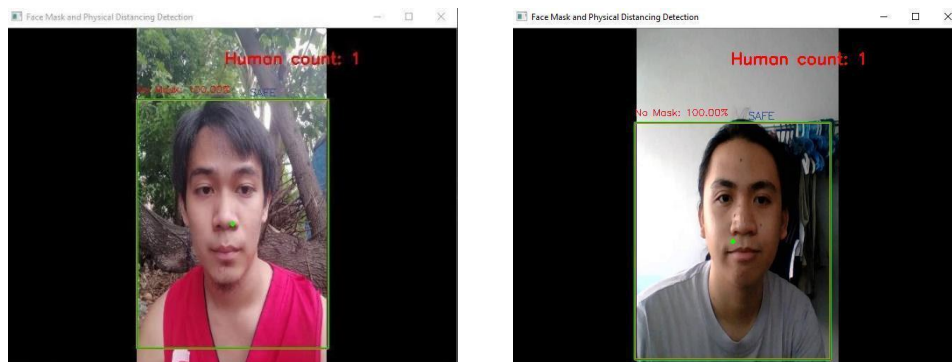 Face Mask and Physical Distancing Detection
Human count: 1
No Mask: 100.00% SAFE
Face Mask and Physical Distancing Detection
Human count: 1
No Mask: 100.00% SAFE